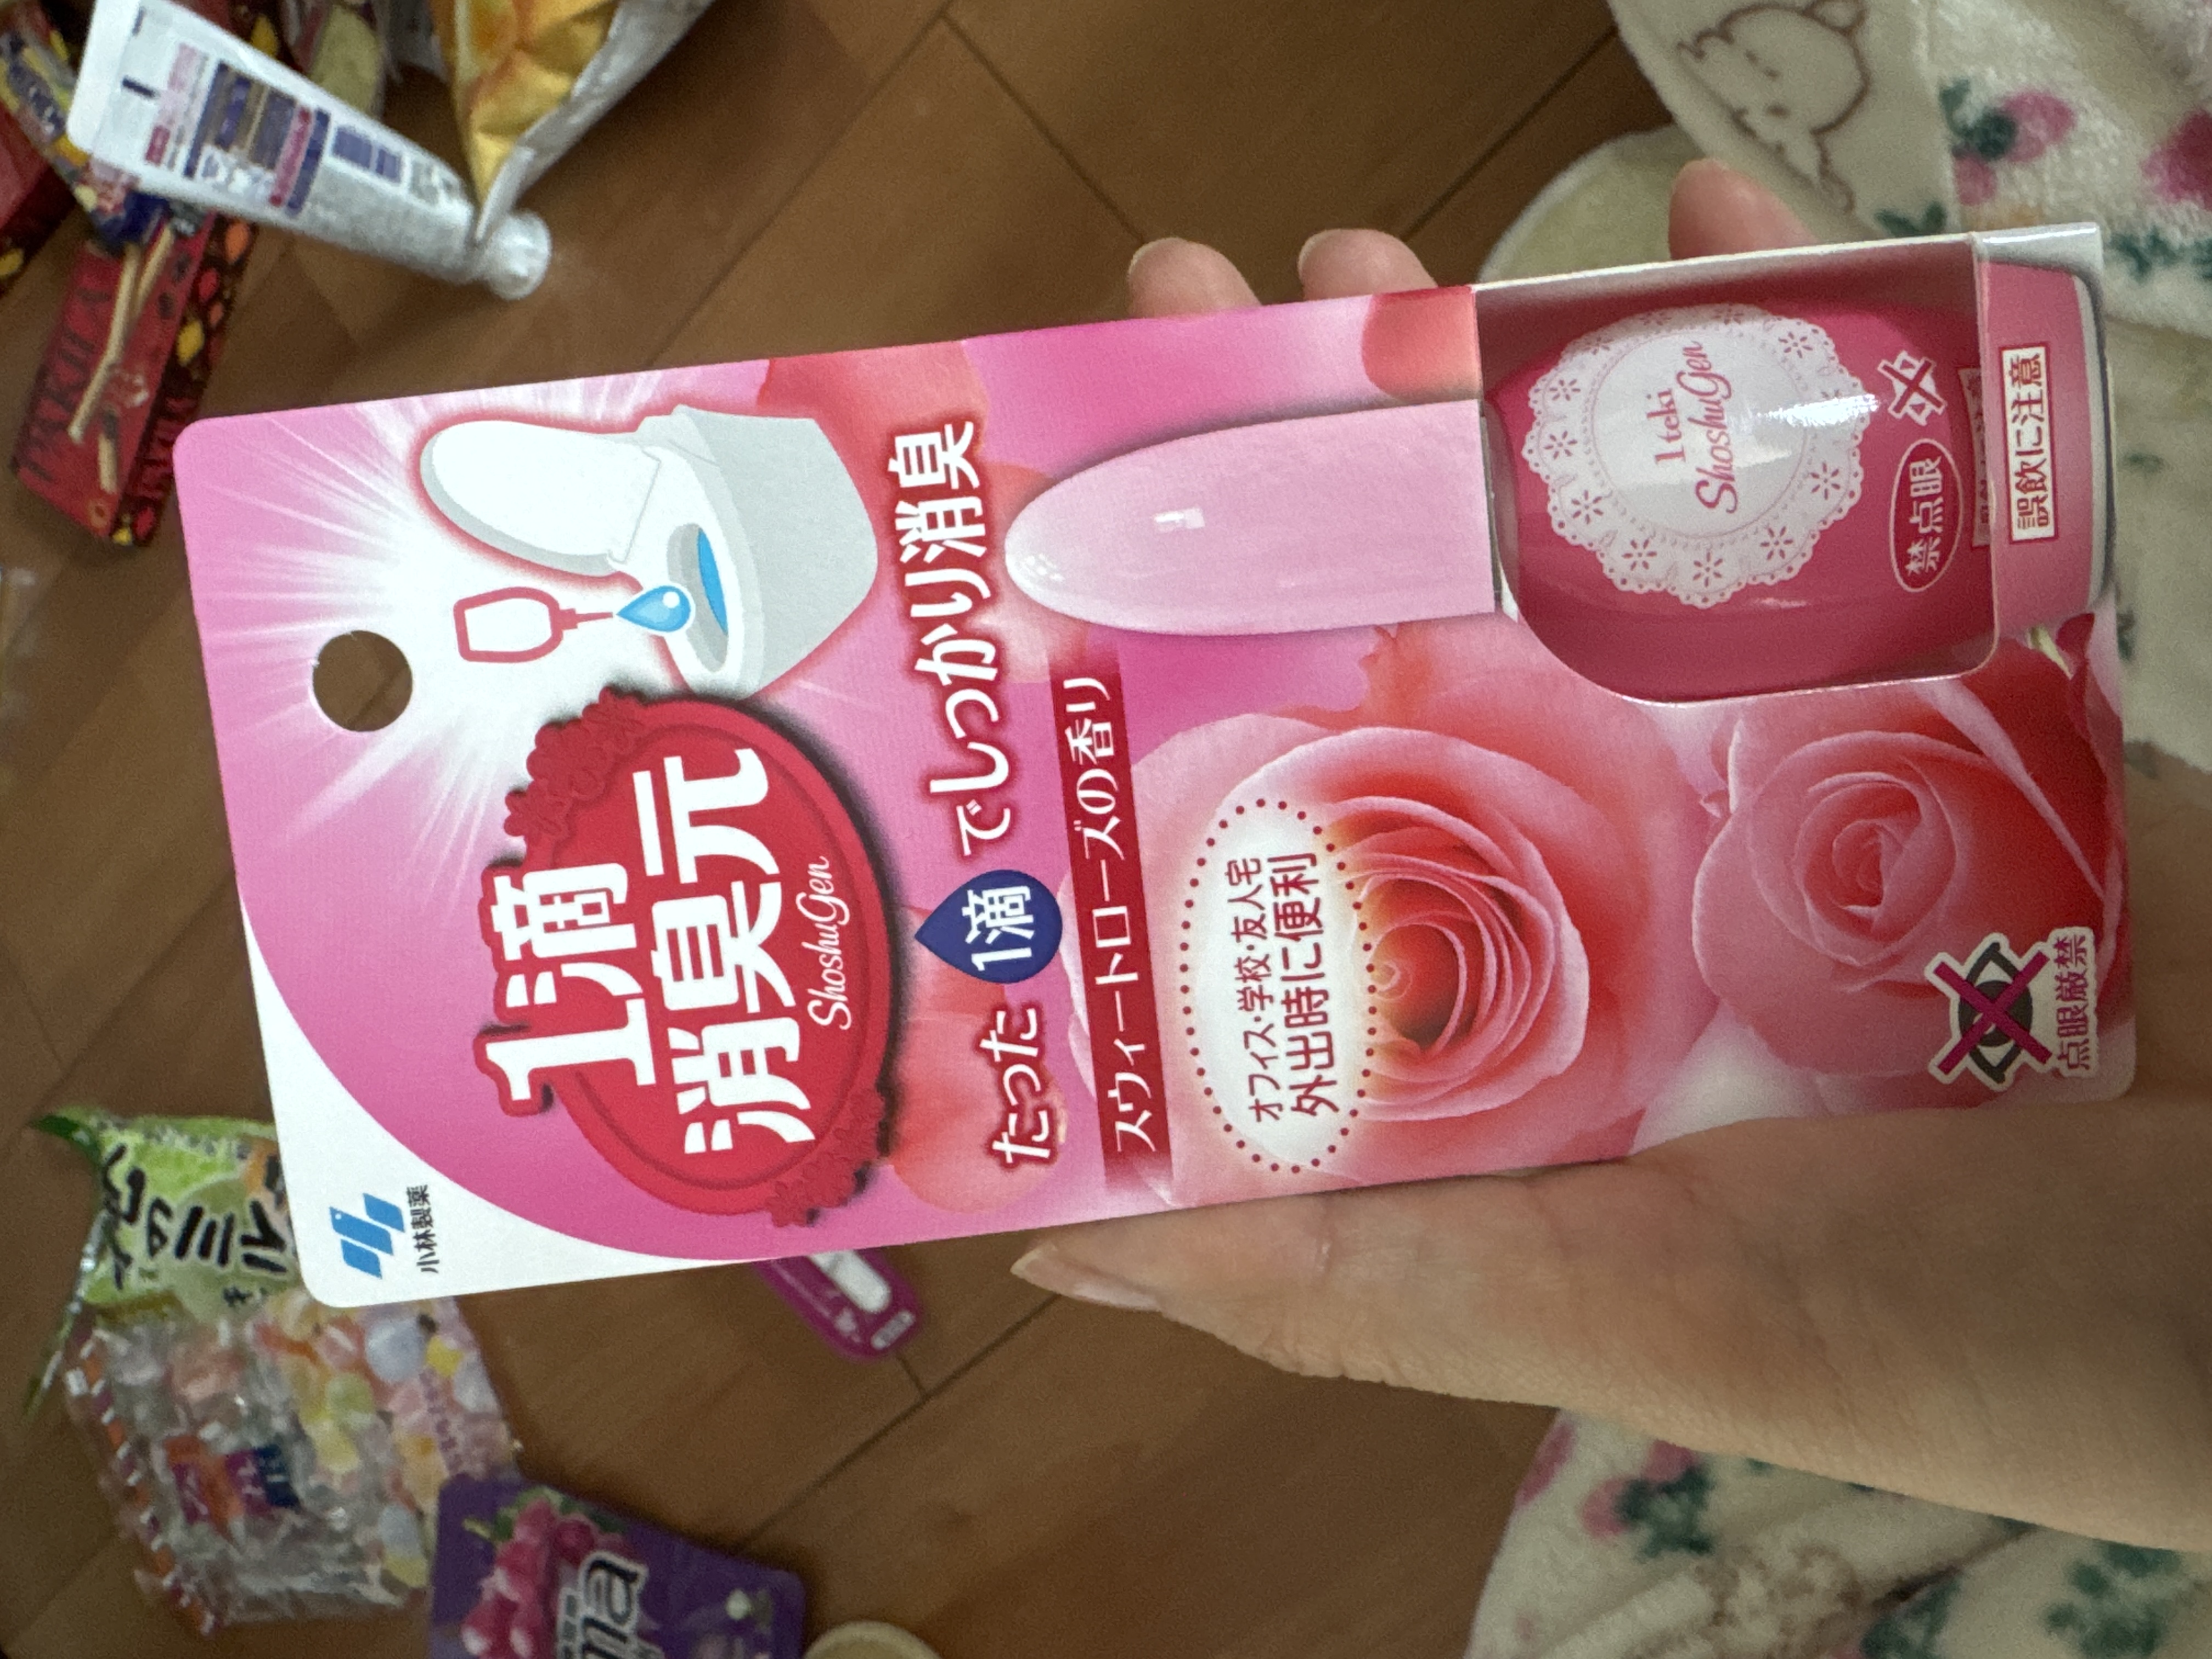 小林製薬
1滴
消臭元
ShoshuGen
たった1滴でしっかり消臭
スウィートローズの香り
オフィス・学校・友人宅
外出時に便利
1teki
ShoshuGen
禁点眼
誤飲に注意
点眼厳禁